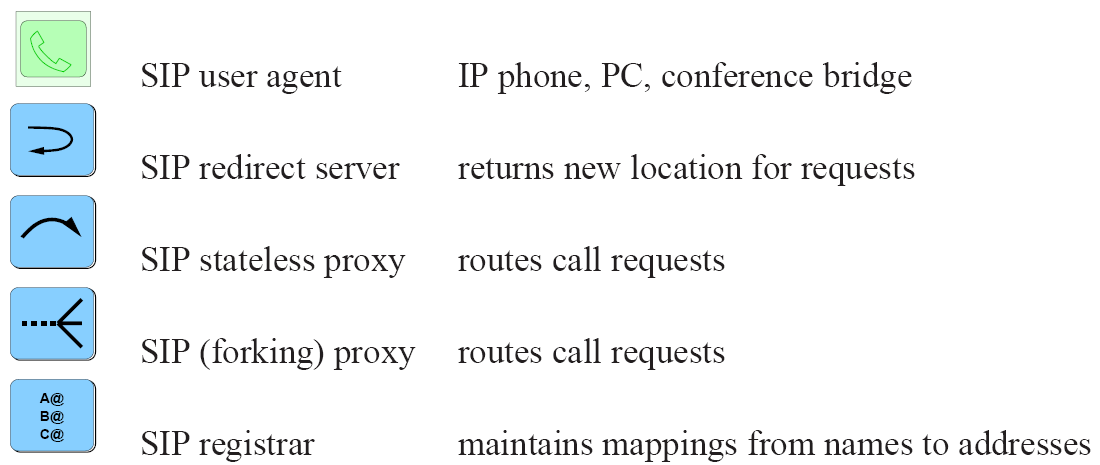 SIP user agent IP phone, PC, conference bridge
SIP redirect server returns new location for requests
SIP stateless proxy routes call requests
SIP (forking) proxy routes call requests
A@
B@
C@
SIP registrar maintains mappings from names to addresses